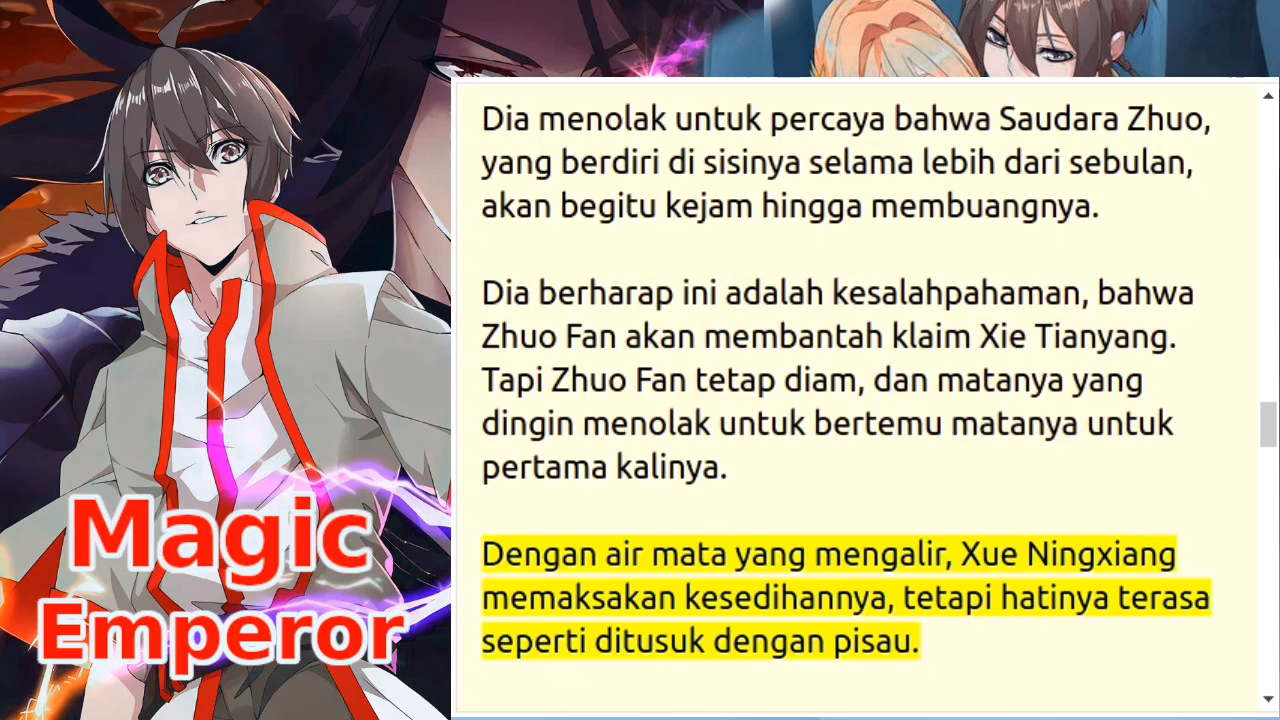 Magic
Emperor
Dia menolak untuk percaya bahwa Saudara Zhuo,
yang berdiri di sisinya selama lebih dari sebulan,
akan begitu kejam hingga membuangnya.
Dia berharap ini adalah kesalahpahaman, bahwa
Zhuo Fan akan membantah klaim Xie Tianyang.
Tapi Zhuo Fan tetap diam, dan matanya yang
dingin menolak untuk bertemu matanya untuk
pertama kalinya.
Dengan air mata yang mengalir, Xue Ningxiang
memaksakan kesedihannya, tetapi hatinya terasa
seperti ditusuk dengan pisau.